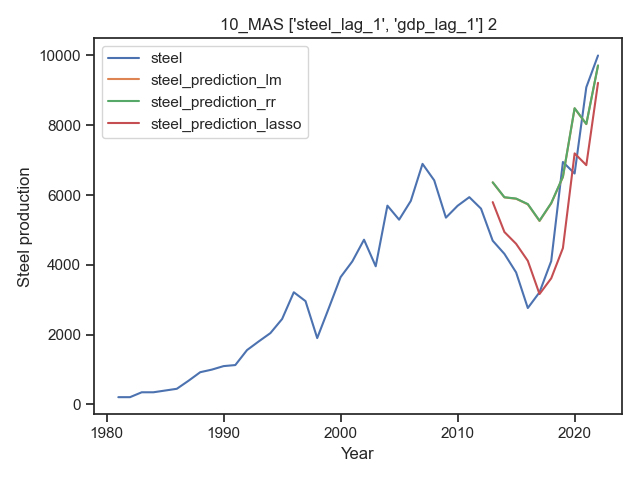 10_MAS ['steel_lag_1', 'gdp_lag_1'] 2
steel
steel_prediction_lm
steel_prediction_rr
steel_prediction_lasso
Steel production
10000
8000
6000
4000
2000
0
1980
1990
2000
2010
2020
Year